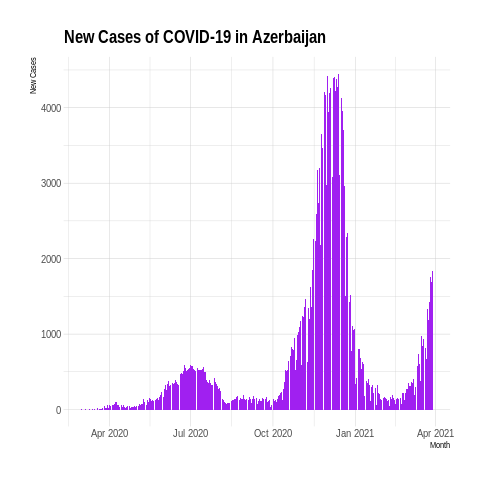 New Cases of COVID-19 in Azerbaijan
New Cases
4000
3000
2000
1000
0
Apr 2020 Jul 2020 Oct 2020 Jan 2021 Apr 2021
Month